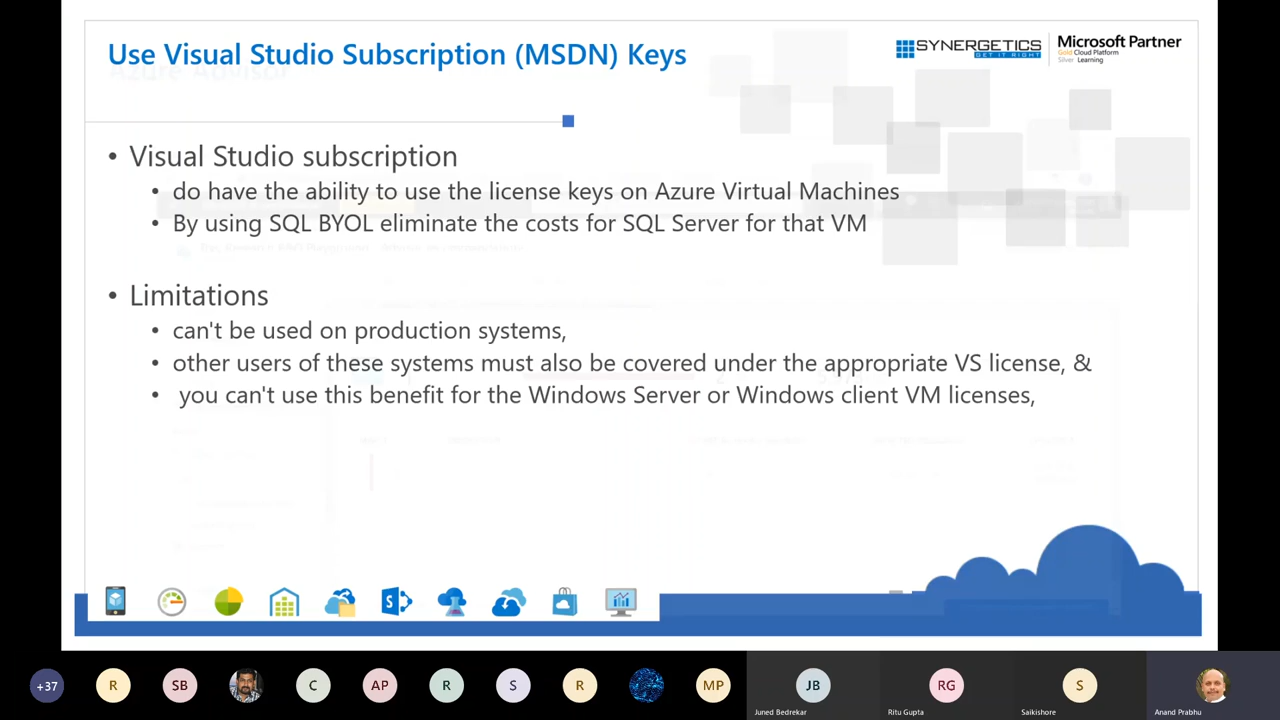 Use Visual Studio Subscription (MSDN) Keys
SYNERGETICS
GET IT RIGHT
Microsoft Partner
Gold Cloud Platform
Silver Learning
• Visual Studio subscription
• do have the ability to use the license keys on Azure Virtual Machines
• By using SQL BYOL eliminate the costs for SQL Server for that VM
• Limitations
• can't be used on production systems,
• other users of these systems must also be covered under the appropriate VS license, &
• you can't use this benefit for the Windows Server or Windows client VM licenses,
+37
R
SB
C
AP
R
S
R
MP
JB
RG
S
Juned Bedrekar
Ritu Gupta
Saikishore
Anand Prabhu